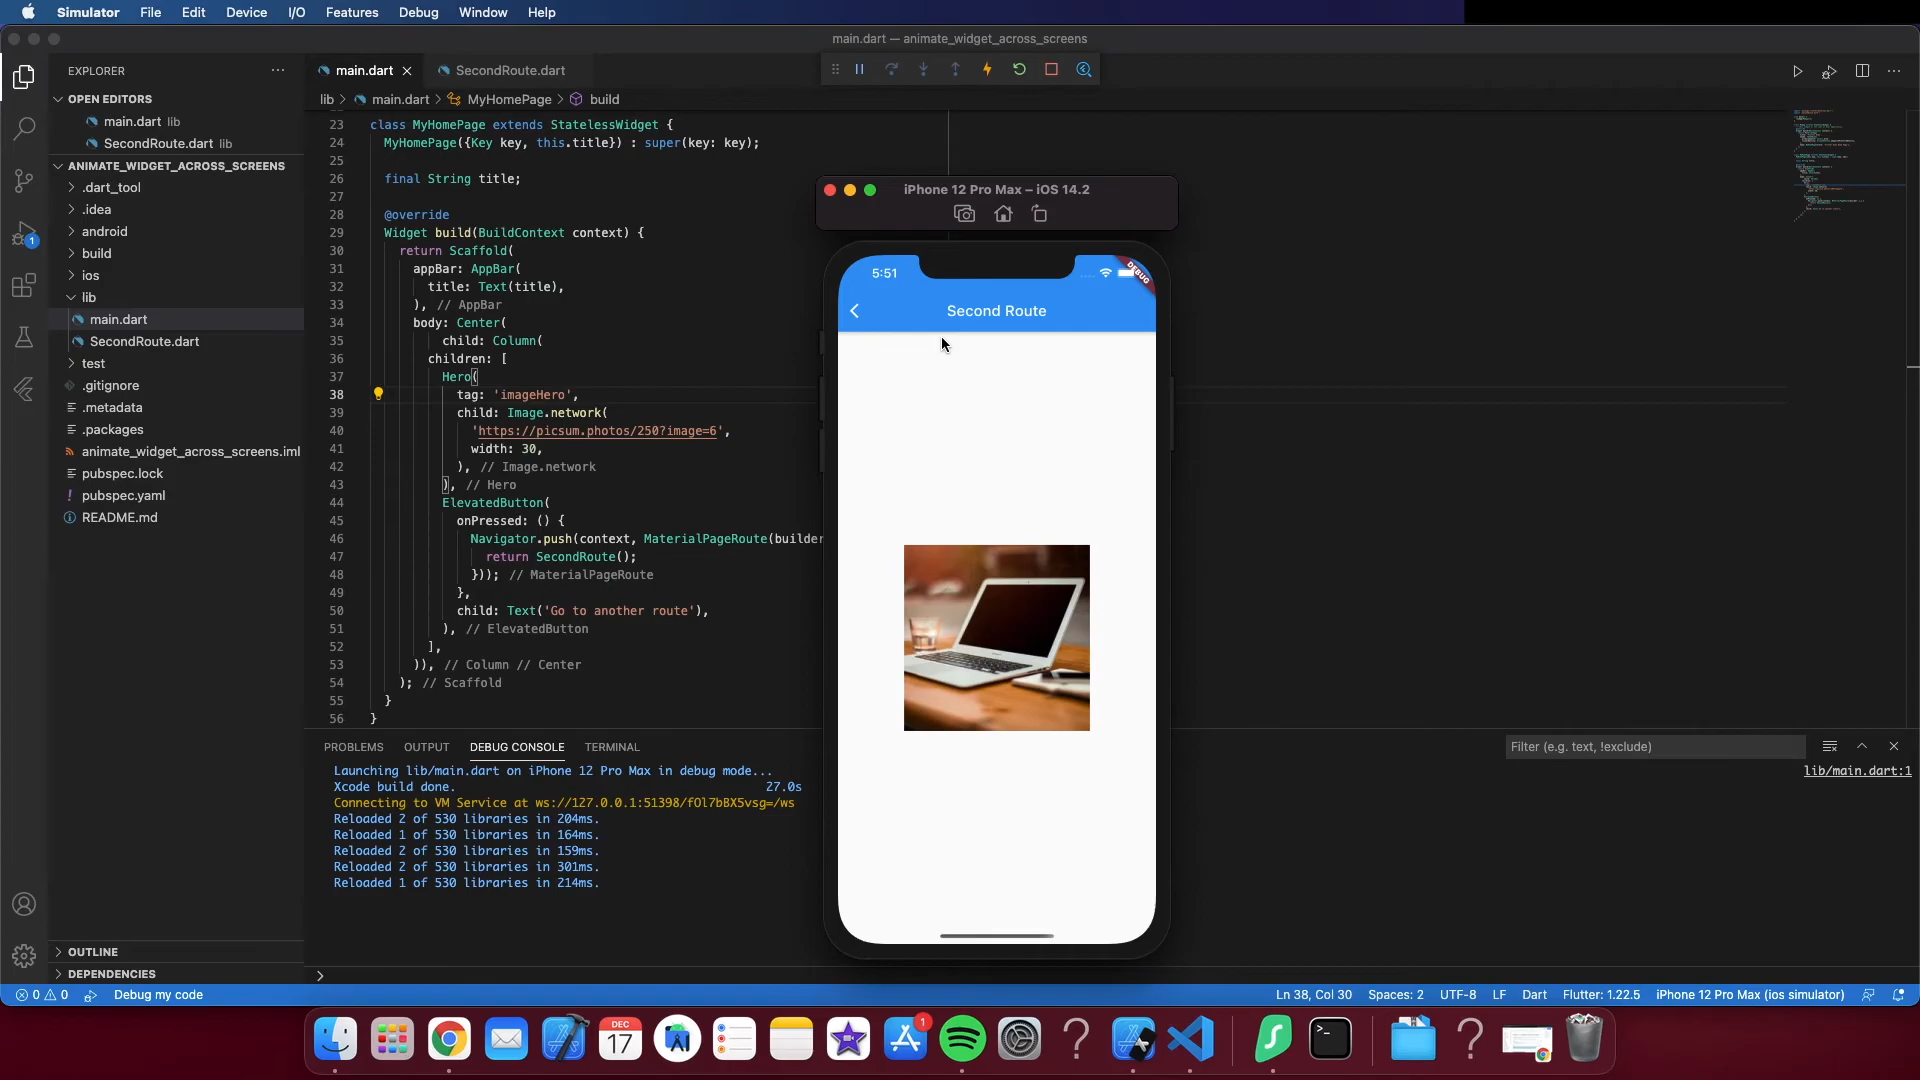 Simulator File Edit Device I/O Features Debug Window Help
main.dart — animate_widget_across_screens
EXPLORER
OPEN EDITORS
main.dart lib
SecondRoute.dart lib
ANIMATE_WIDGET_ACROSS_SCREENS
.dart_tool
.idea
android
build
ios
lib
main.dart
SecondRoute.dart
test
.gitignore
.metadata
.packages
animate_widget_across_screens.iml
pubspec.lock
pubspec.yaml
README.md
OUTLINE
DEPENDENCIES
1
main.dart SecondRoute.dart
lib > main.dart > MyHomePage > build
23 class MyHomePage extends StatelessWidget {
24 MyHomePage({Key key, this.title}) : super(key: key);
25
26 final String title;
27
28 @override
29 Widget build(BuildContext context) {
30 return Scaffold(
31 appBar: AppBar(
32 title: Text(title),
33 ), // AppBar
34 body: Center(
35 child: Column(
36 children: [
37 Hero(
38 tag: 'imageHero',
39 child: Image.network(
40 'https://picsum.photos/250?image=6',
41 width: 30,
42 ), // Image.network
43 ), // Hero
44 ElevatedButton(
45 onPressed: () {
46 Navigator.push(context, MaterialPageRoute(builder
47 return SecondRoute();
48 })); // MaterialPageRoute
49 },
50 child: Text('Go to another route'),
51 ), // ElevatedButton
52 ],
53 )), // Column // Center
54 ); // Scaffold
55 }
56 }
iPhone 12 Pro Max – iOS 14.2
5:51
DEBUG
Second Route
PROBLEMS OUTPUT DEBUG CONSOLE TERMINAL
Filter (e.g. text, !exclude)
Launching lib/main.dart on iPhone 12 Pro Max in debug mode...
lib/main.dart:1
Xcode build done. 27.0s
Connecting to VM Service at ws://127.0.0.1:51398/fOl7bBX5vsg=/ws
Reloaded 2 of 530 libraries in 204ms.
Reloaded 1 of 530 libraries in 164ms.
Reloaded 2 of 530 libraries in 159ms.
Reloaded 2 of 530 libraries in 301ms.
Reloaded 1 of 530 libraries in 214ms.
0 0 Debug my code Ln 38, Col 30 Spaces: 2 UTF-8 LF Dart Flutter: 1.22.5 iPhone 12 Pro Max (ios simulator)
DEC
17
1